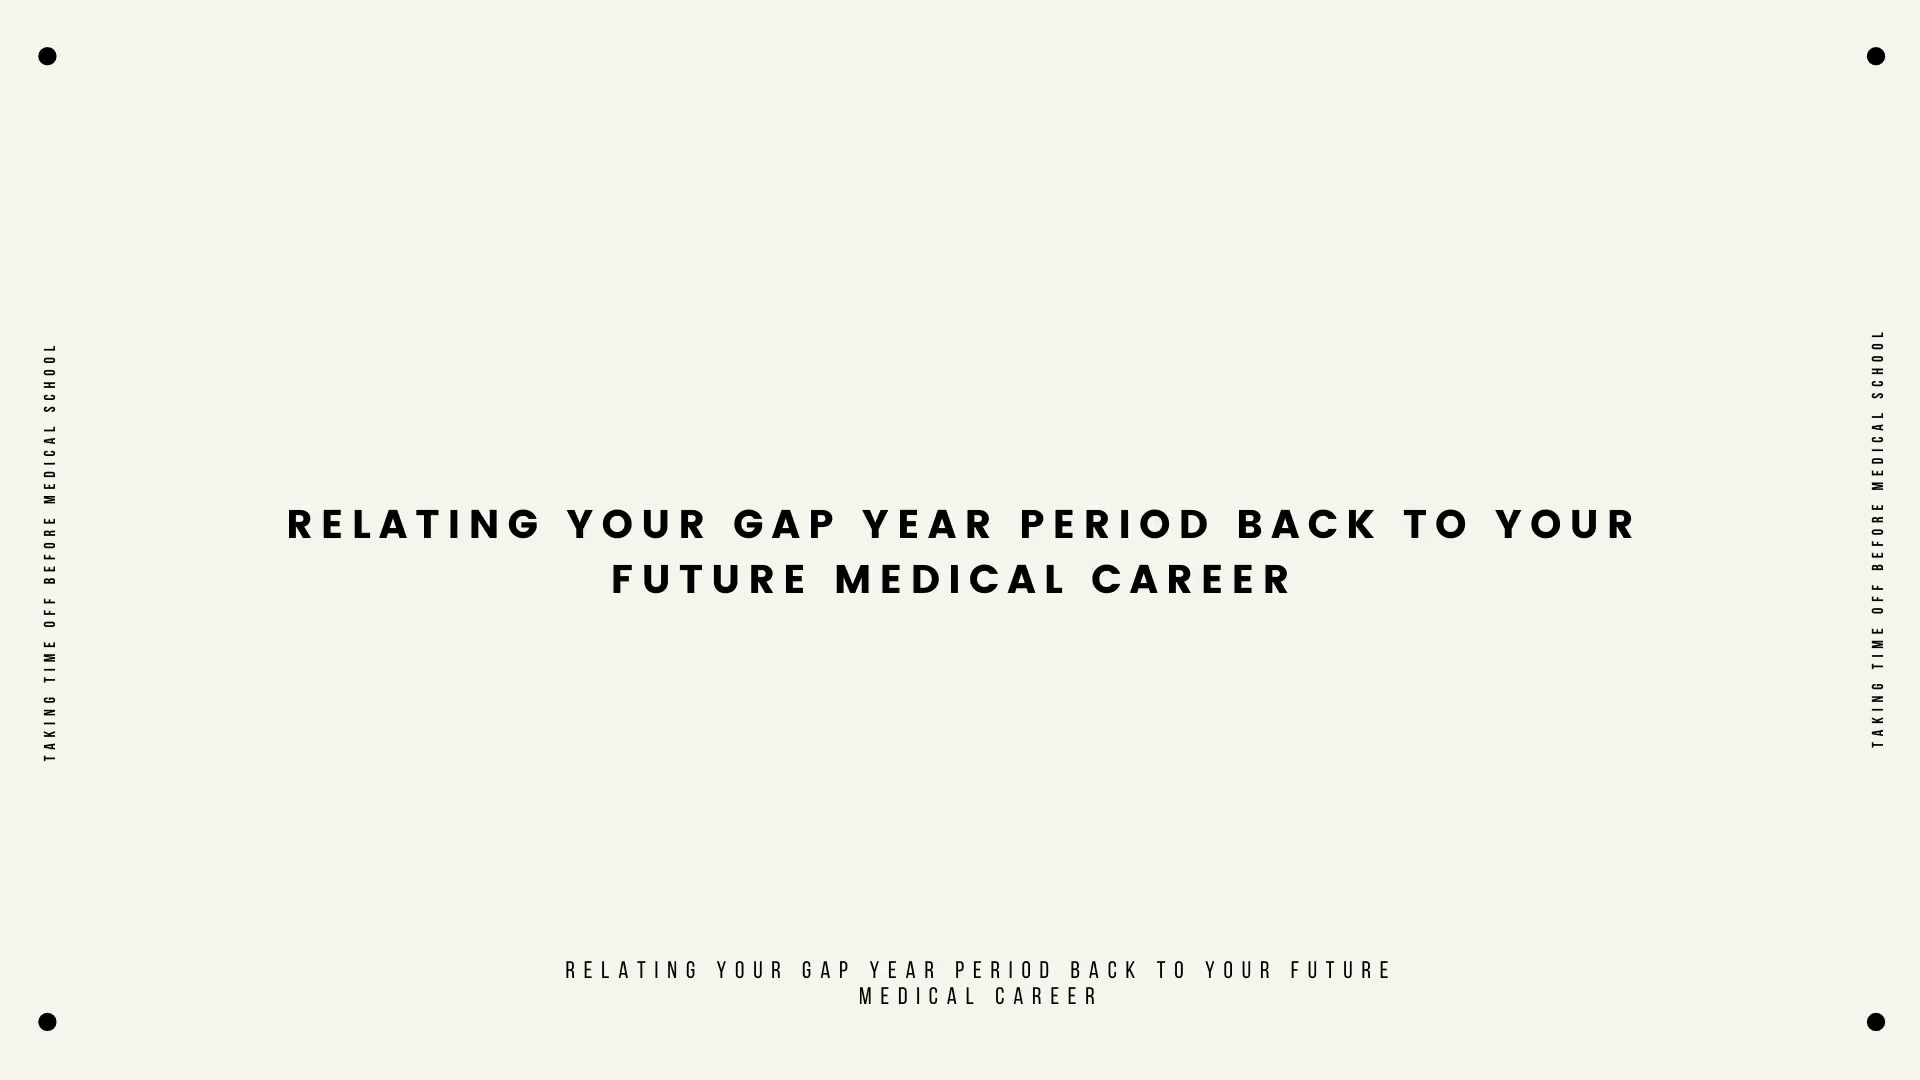 TAKING TIME OFF BEFORE MEDICAL SCHOOL
RELATING YOUR GAP YEAR PERIOD BACK TO YOUR
FUTURE MEDICAL CAREER
TAKING TIME OFF BEFORE MEDICAL SCHOOL
RELATING YOUR GAP YEAR PERIOD BACK TO YOUR FUTURE
MEDICAL CAREER